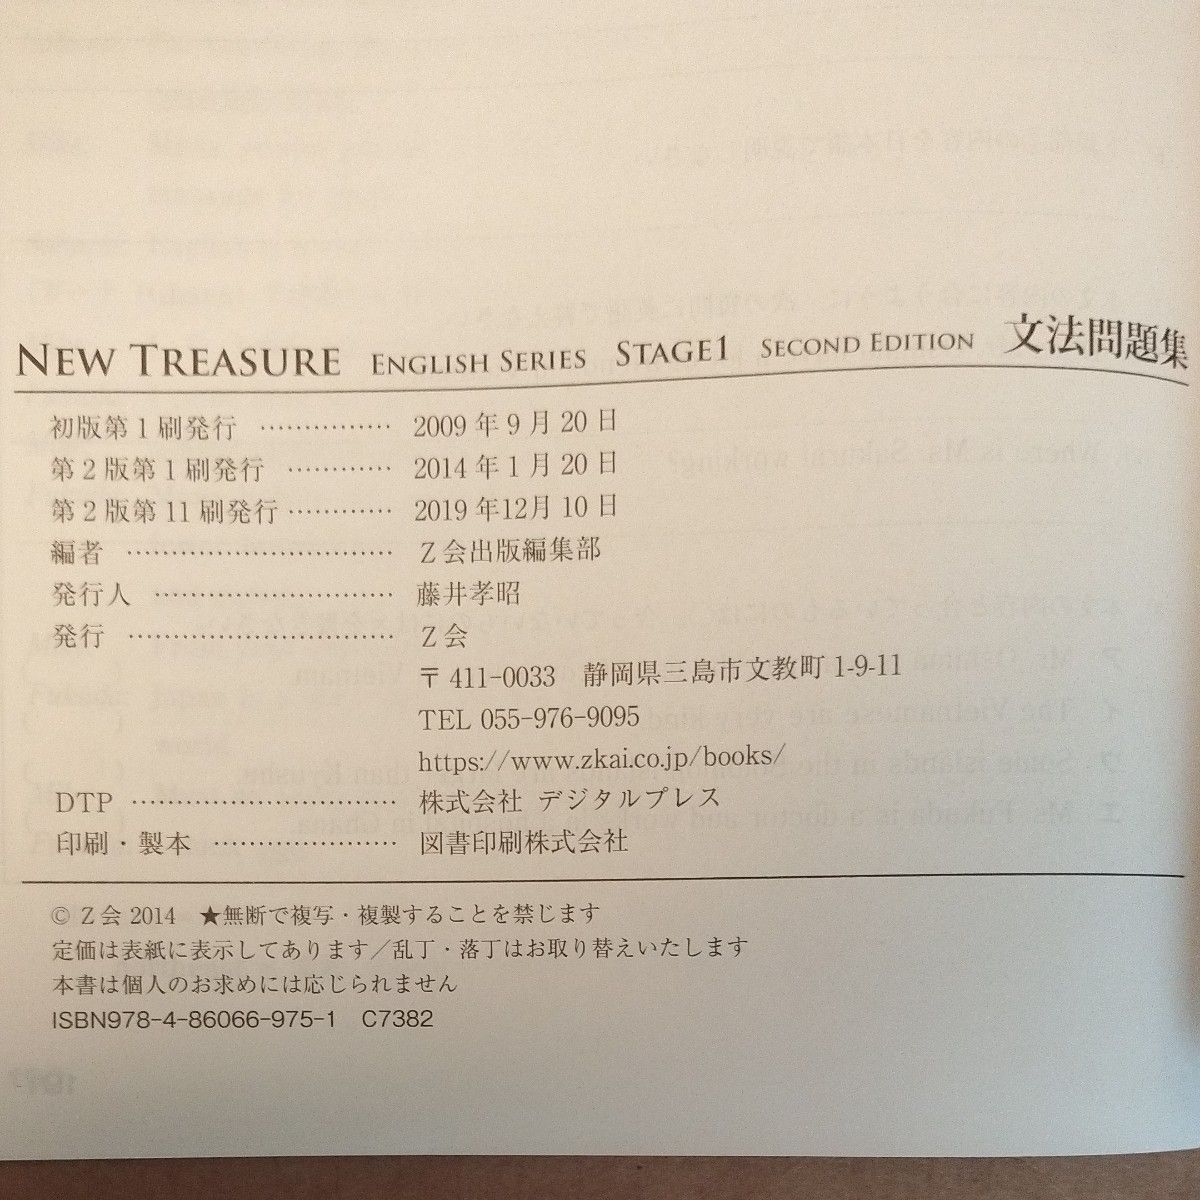 NEW TREASURE ENGLISH SERIES STAGE1 SECOND EDITION 文法問題集
初版第1刷発行 …………… 2009年9月20日
第2版第1刷発行 ………… 2014年1月20日
第2版第11刷発行 ………… 2019年12月10日
編者 ………………………… Z会出版編集部
発行人 ……………………… 藤井孝昭
発行 ………………………… Z会
〒411-0033 静岡県三島市文教町1-9-11
TEL 055-976-9095
https://www.zkai.co.jp/books/
DTP ………………………… 株式会社 デジタルプレス
印刷・製本 ………………… 図書印刷株式会社
© Z会 2014 ★無断で複写・複製することを禁じます
定価は表紙に表示してあります／乱丁・落丁はお取り替えいたします
本書は個人のお求めには応じられません
ISBN978-4-86066-975-1 C7382